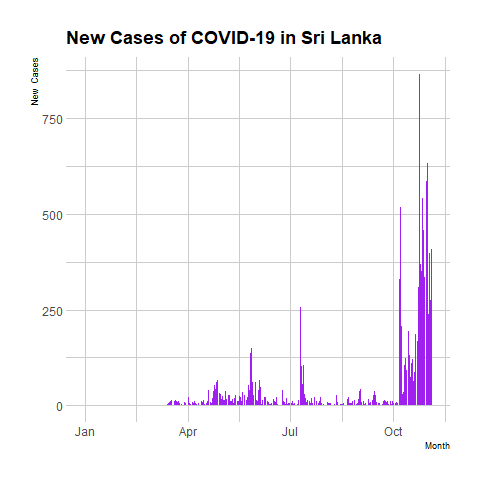 New Cases of COVID-19 in Sri Lanka
New Cases
750
500
250
0
Jan Apr Jul Oct
Month